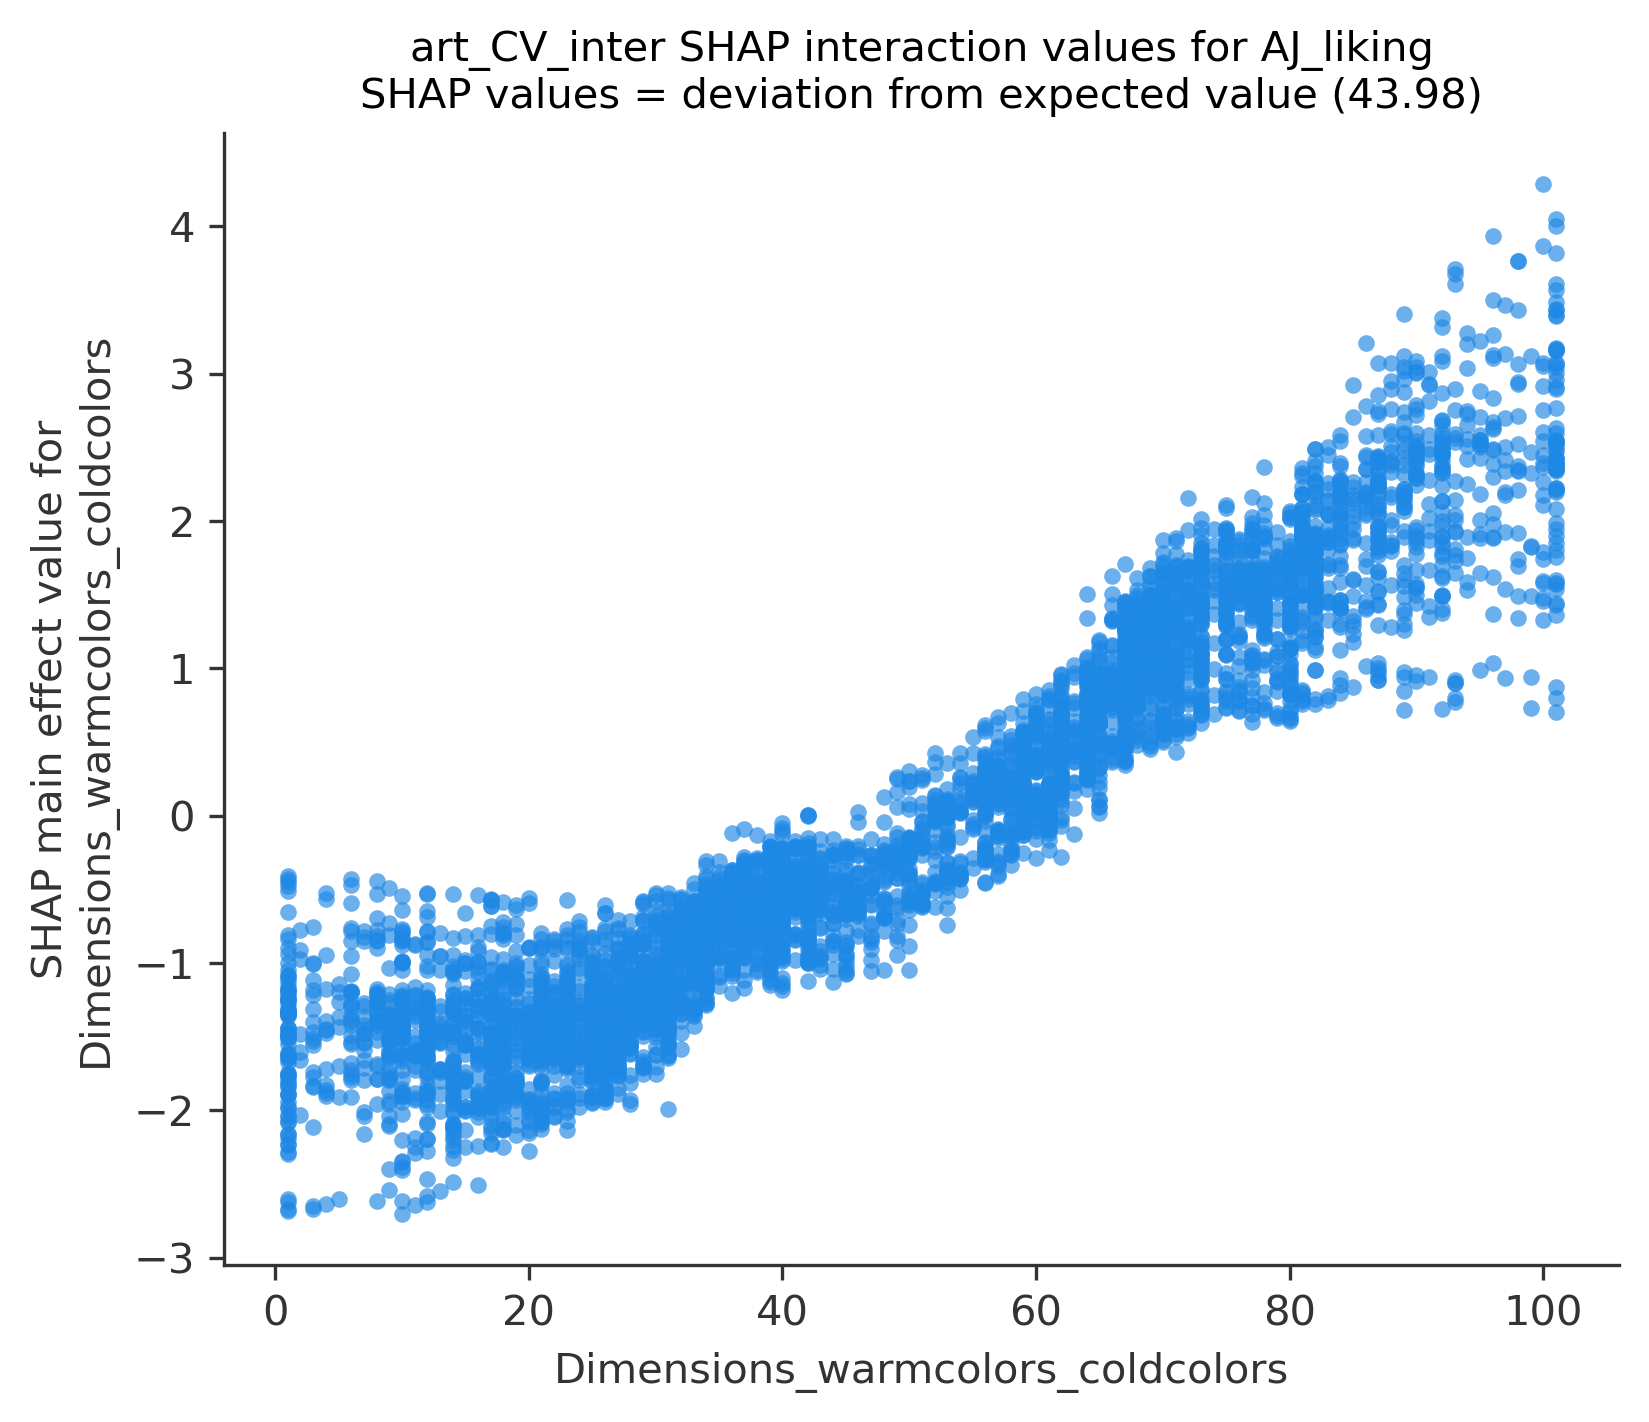 art_CV_inter SHAP interaction values for AJ_liking
SHAP values = deviation from expected value (43.98)
SHAP main effect value for
Dimensions_warmcolors_coldcolors
4
3
2
1
0
−1
−2
−3
0
20
40
60
80
100
Dimensions_warmcolors_coldcolors